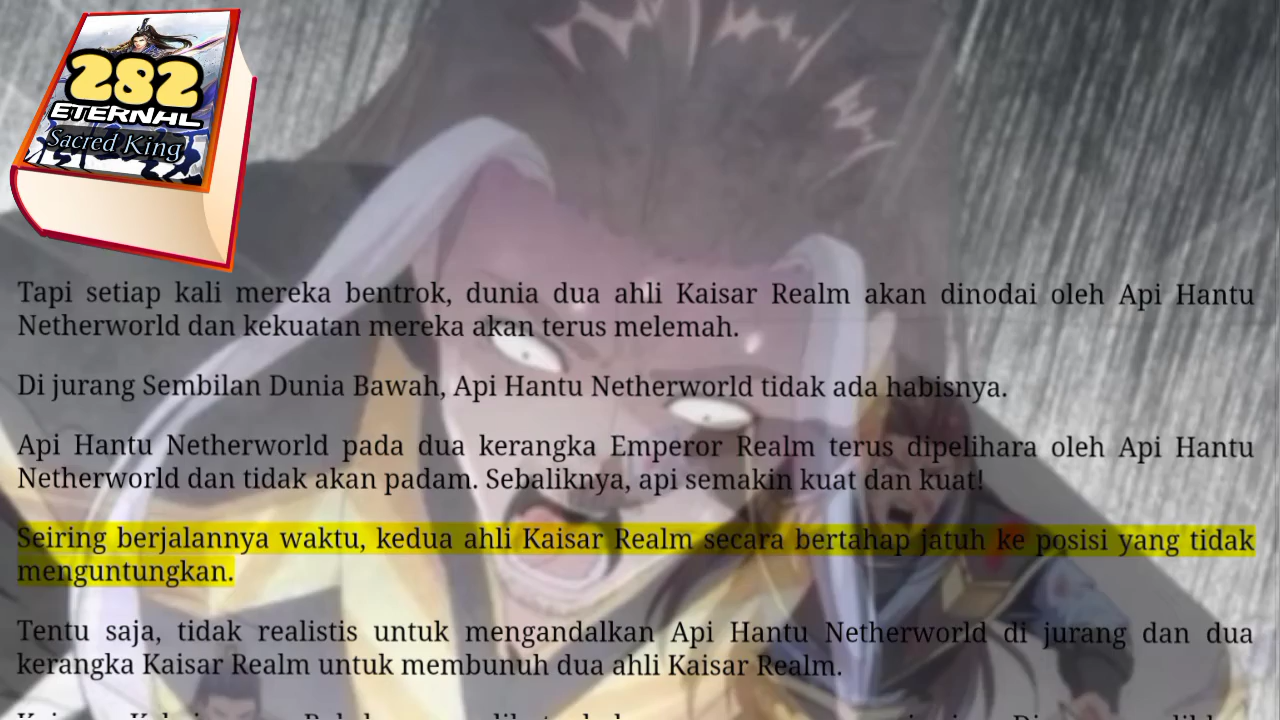 282
ETERNAL
Sacred King
Tapi setiap kali mereka bentrok, dunia dua ahli Kaisar Realm akan dinodai oleh Api Hantu
Netherworld dan kekuatan mereka akan terus melemah.
Di jurang Sembilan Dunia Bawah, Api Hantu Netherworld tidak ada habisnya.
Api Hantu Netherworld pada dua kerangka Emperor Realm terus dipelihara oleh Api Hantu
Netherworld dan tidak akan padam. Sebaliknya, api semakin kuat dan kuat!
Seiring berjalannya waktu, kedua ahli Kaisar Realm secara bertahap jatuh ke posisi yang tidak
menguntungkan.
Tentu saja, tidak realistis untuk mengandalkan Api Hantu Netherworld di jurang dan dua
kerangka Kaisar Realm untuk membunuh dua ahli Kaisar Realm.